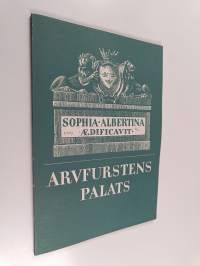 SOPHIA·ALBERTINA
ÆDIFICAVIT·
ARVFURSTENS
PALATS